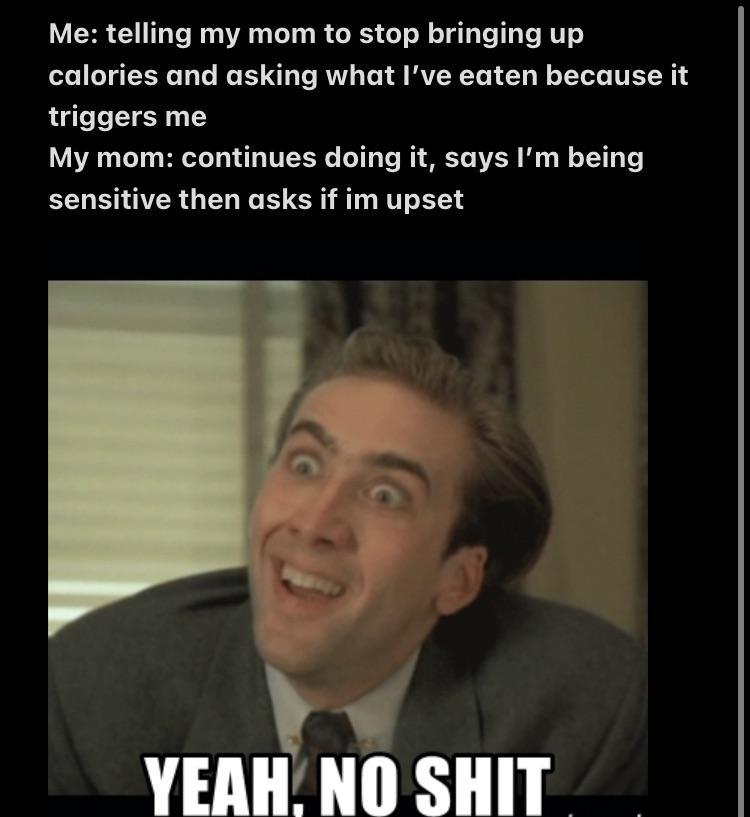 Me: telling my mom to stop bringing up
calories and asking what I’ve eaten because it
triggers me
My mom: continues doing it, says I’m being
sensitive then asks if im upset
YEAH, NO SHIT